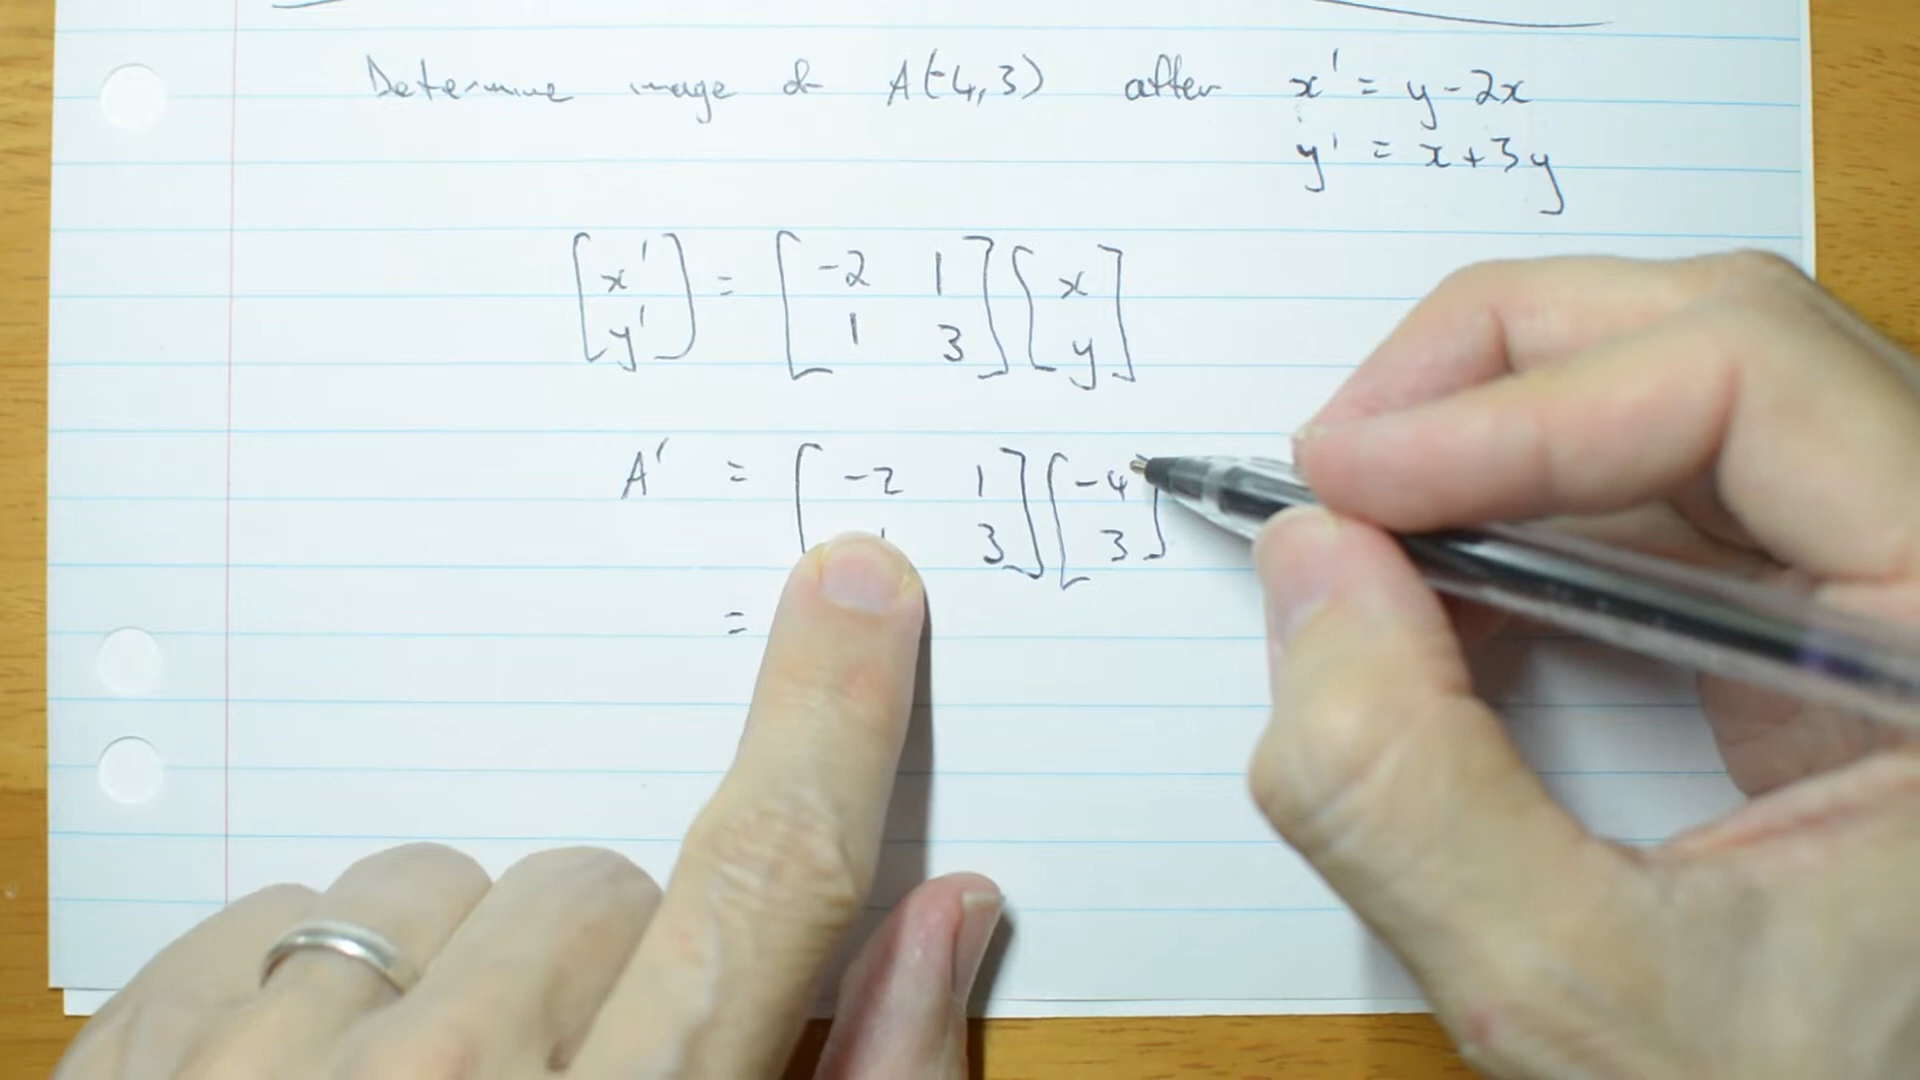 Determine image of A(-4,3) after x' = y - 2x
y' = x + 3y
[x' y'] = [-2 1 1 3] [x y]
A' = [-2 1 3] [-4 3]
=